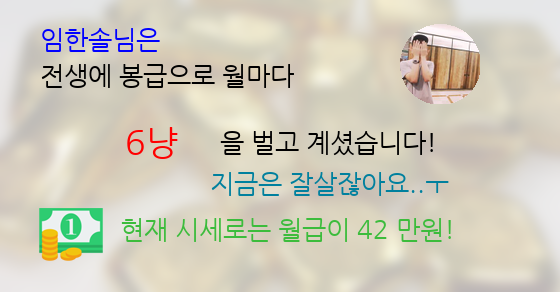 임한솔님은
전생에 봉급으로 월마다
6냥 을 벌고 계셨습니다!
지금은 잘살잖아요..ㅜ
1
현재 시세로는 월급이 42 만원!